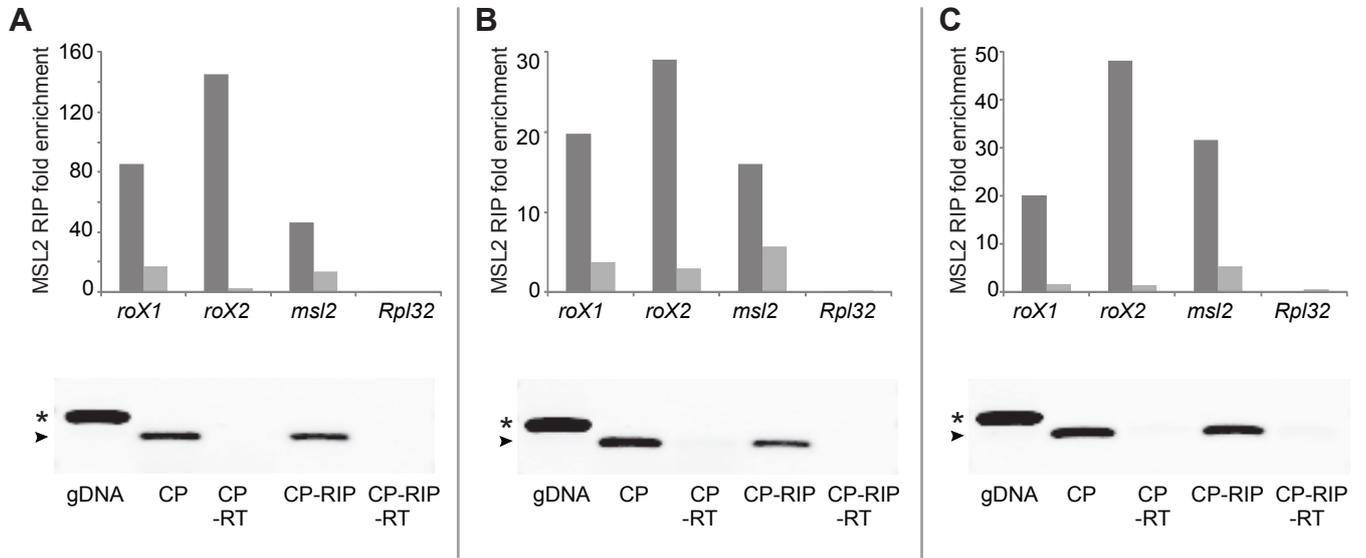 A
MSL2 RIP fold enrichment
160
120
80
40
0
roX1 roX2 msl2 Rpl32
*
gDNA CP CP -RT CP-RIP CP-RIP -RT
B
MSL2 RIP fold enrichment
30
20
10
0
roX1 roX2 msl2 Rpl32
*
gDNA CP CP -RT CP-RIP CP-RIP -RT
C
MSL2 RIP fold enrichment
50
40
30
20
10
0
roX1 roX2 msl2 Rpl32
*
gDNA CP CP -RT CP-RIP CP-RIP -RT